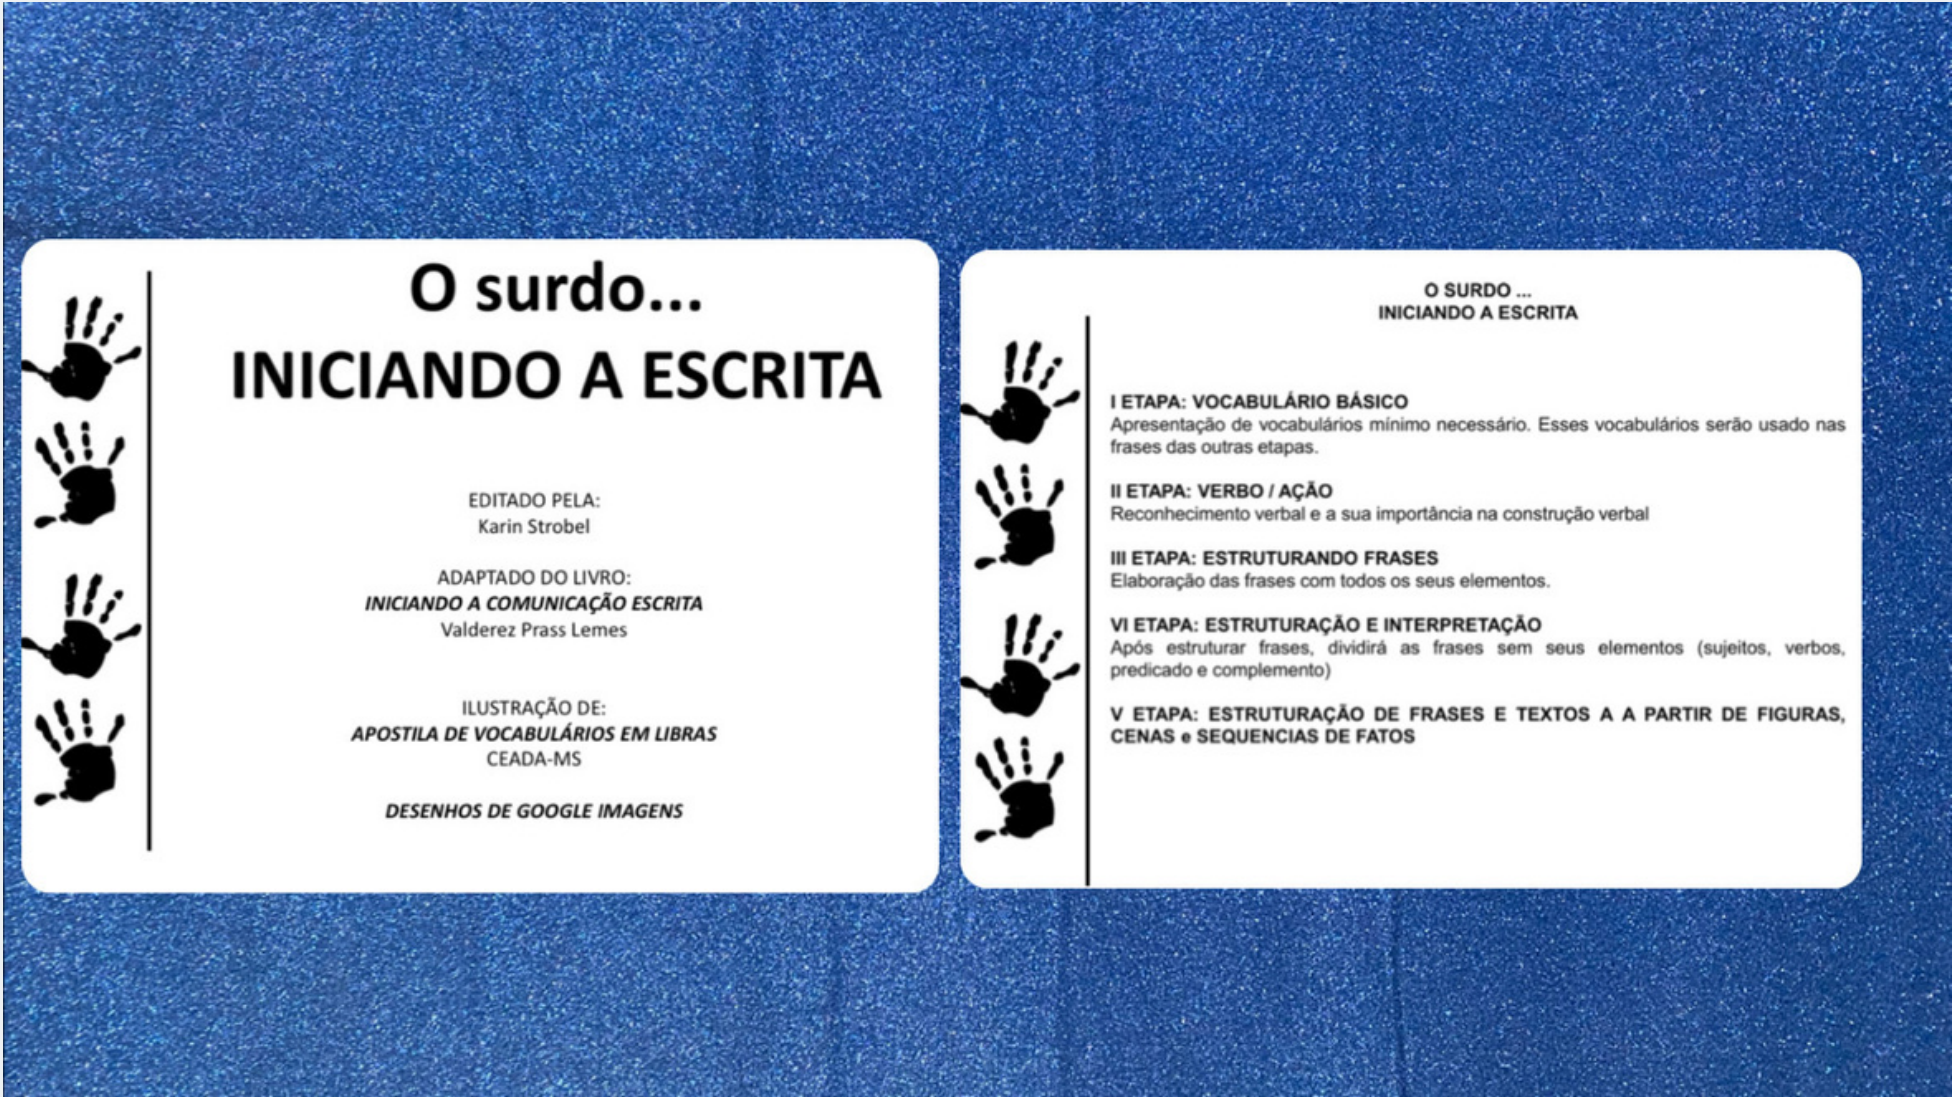 O surdo...
INICIANDO A ESCRITA
EDITADO PELA:
Karin Strobel
ADAPTADO DO LIVRO:
INICIANDO A COMUNICAÇÃO ESCRITA
Valderez Prass Lemes
ILUSTRAÇÃO DE:
APOSTILA DE VOCABULÁRIOS EM LIBRAS
CEADA-MS
DESENHOS DE GOOGLE IMAGENS
O SURDO ...
INICIANDO A ESCRITA
I ETAPA: VOCABULÁRIO BÁSICO
Apresentação de vocabulários mínimo necessário. Esses vocabulários serão usado nas
frases das outras etapas.
II ETAPA: VERBO / AÇÃO
Reconhecimento verbal e a sua importância na construção verbal
III ETAPA: ESTRUTURANDO FRASES
Elaboração das frases com todos os seus elementos.
VI ETAPA: ESTRUTURAÇÃO E INTERPRETAÇÃO
Após estruturar frases, dividirá as frases sem seus elementos (sujeitos, verbos,
predicado e complemento)
V ETAPA: ESTRUTURAÇÃO DE FRASES E TEXTOS A A PARTIR DE FIGURAS,
CENAS e SEQUENCIAS DE FATOS